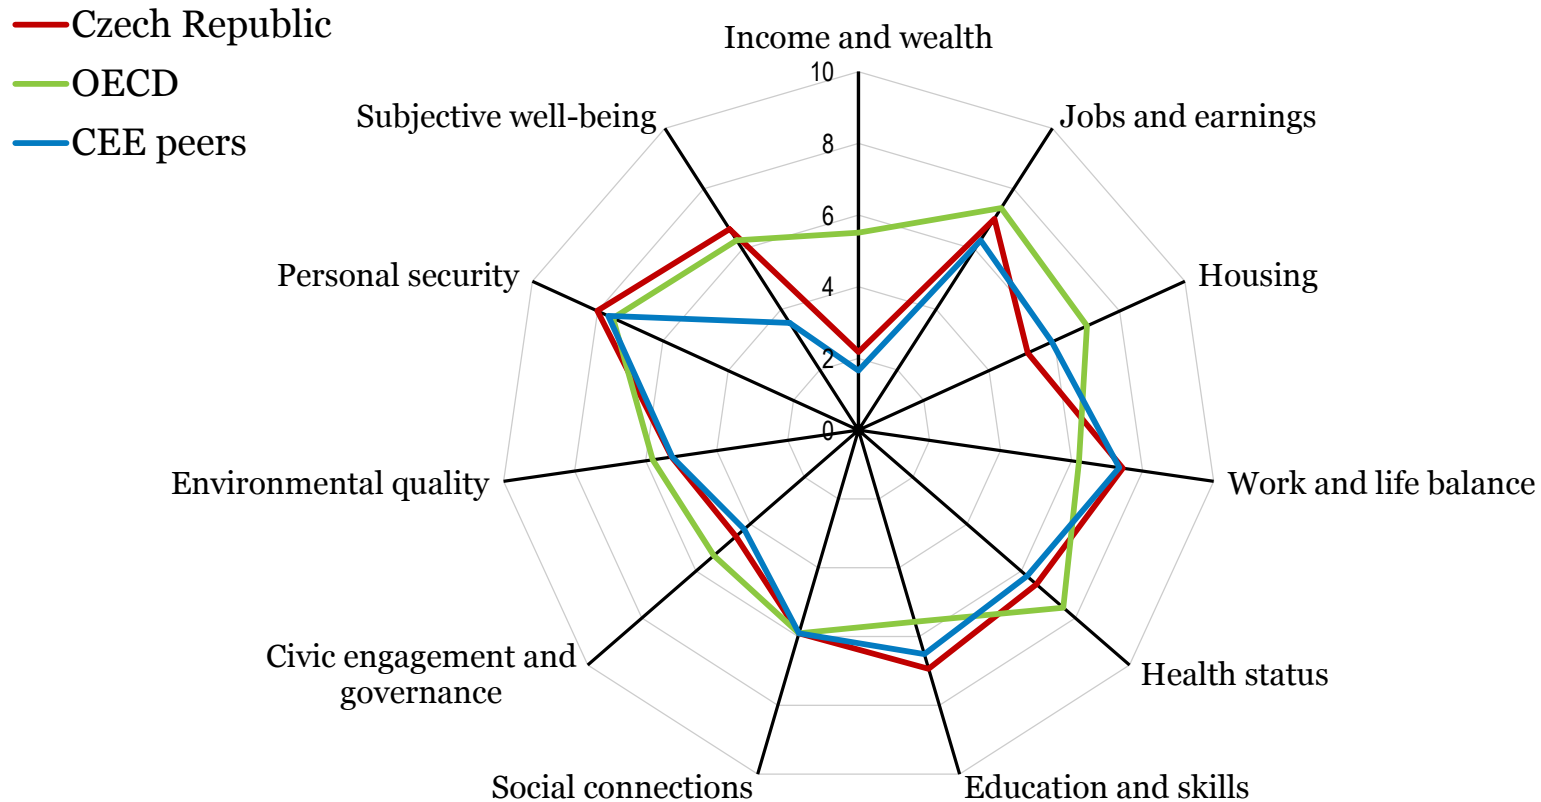 Czech Republic
OECD
CEE peers
Income and wealth
10
8
6
4
2
0
Jobs and earnings
Housing
Work and life balance
Health status
Education and skills
Social connections
Civic engagement and
governance
Environmental quality
Personal security
Subjective well-being